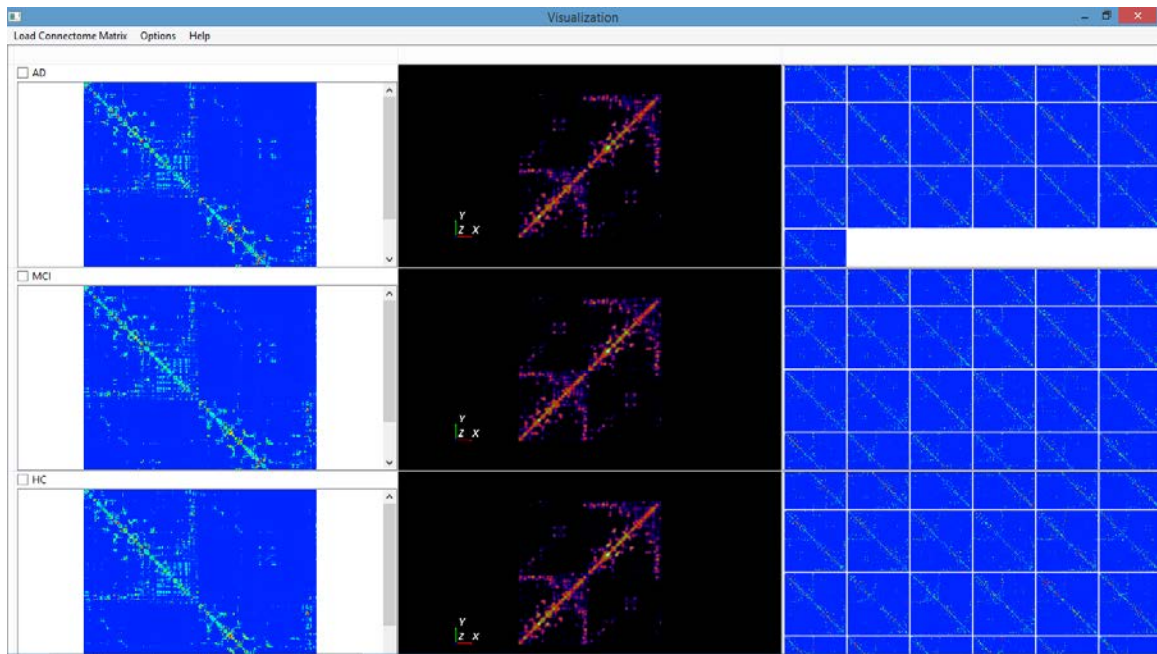 Visualization
Load Connectome Matrix Options Help
AD
Y
Z X
MCI
Y
Z X
HC
Y
Z X